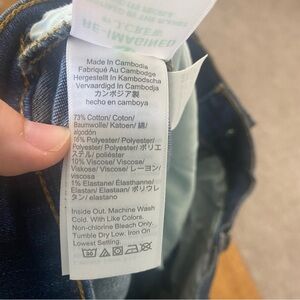 RE-IMAGINED
J.CREW
Made In Cambodia
Fabriqué Au Cambodge
Hergestellt In Kambodscha
Vervaardigd In Cambodja
カンボジア製
hecho en camboya
73% Cotton/ Coton/
Baumwolle/ Katoen/ 綿/
algodón
16% Polyester/ Polyester/
Polyester/ Polyester/ ポリエ
ステル/ poliéster
10% Viscose/ Viscose/
Viskose/ Viscose/ レーヨン/
viscosa
1% Elastane/ Élasthanne/
Elastan/ Elastaan/ ポリウレ
タン/ elastano
Inside Out. Machine Wash
Cold. With Like Colors.
Non-chlorine Bleach Only.
Tumble Dry Low. Iron On
Lowest Setting.